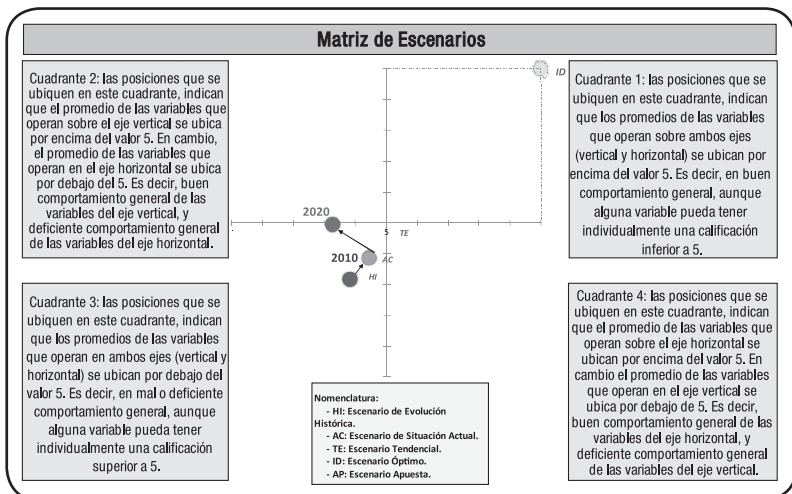 Matriz de Escenarios
Cuadrante 2: las posiciones que se
ubiquen en este cuadrante, indican
que el promedio de las variables que
operan sobre el eje vertical se ubica
por encima del valor 5. En cambio,
el promedio de las variables que
operan en el eje horizontal se ubica
por debajo del 5. Es decir, buen
comportamiento general de las
variables del eje vertical, y
deficiente comportamiento general
de las variables del eje horizontal.
ID
Cuadrante 1: las posiciones que se
ubiquen en este cuadrante, indican
que los promedios de las variables
que operan sobre ambos ejes
(vertical y horizontal) se ubican por
encima del valor 5. Es decir, en buen
comportamiento general, aunque
alguna variable pueda tener
individualmente una calificación
inferior a 5.
2020
5
TE
2010
AC
HI
Cuadrante 3: las posiciones que se
ubiquen en este cuadrante, indican
que los promedios de las variables
que operan en ambos ejes (vertical y
horizontal) se ubican por debajo del
valor 5. Es decir, en mal o deficiente
comportamiento general, aunque
alguna variable pueda tener
individualmente una calificación
superior a 5.
Nomenclatura:
- HI: Escenario de Evolución
Histórica.
- AC: Escenario de Situación Actual.
- TE: Escenario Tendencial.
- ID: Escenario Óptimo.
- AP: Escenario Apuesta.
Cuadrante 4: las posiciones que se
ubiquen en este cuadrante, indican
que el promedio de las variables que
operan sobre el eje horizontal se
ubican por encima del valor 5. En
cambio el promedio de las variables
que operan en el eje vertical se
ubica por debajo de 5. Es decir,
buen comportamiento general de las
variables del eje horizontal, y
deficiente comportamiento general
de las variables del eje vertical.